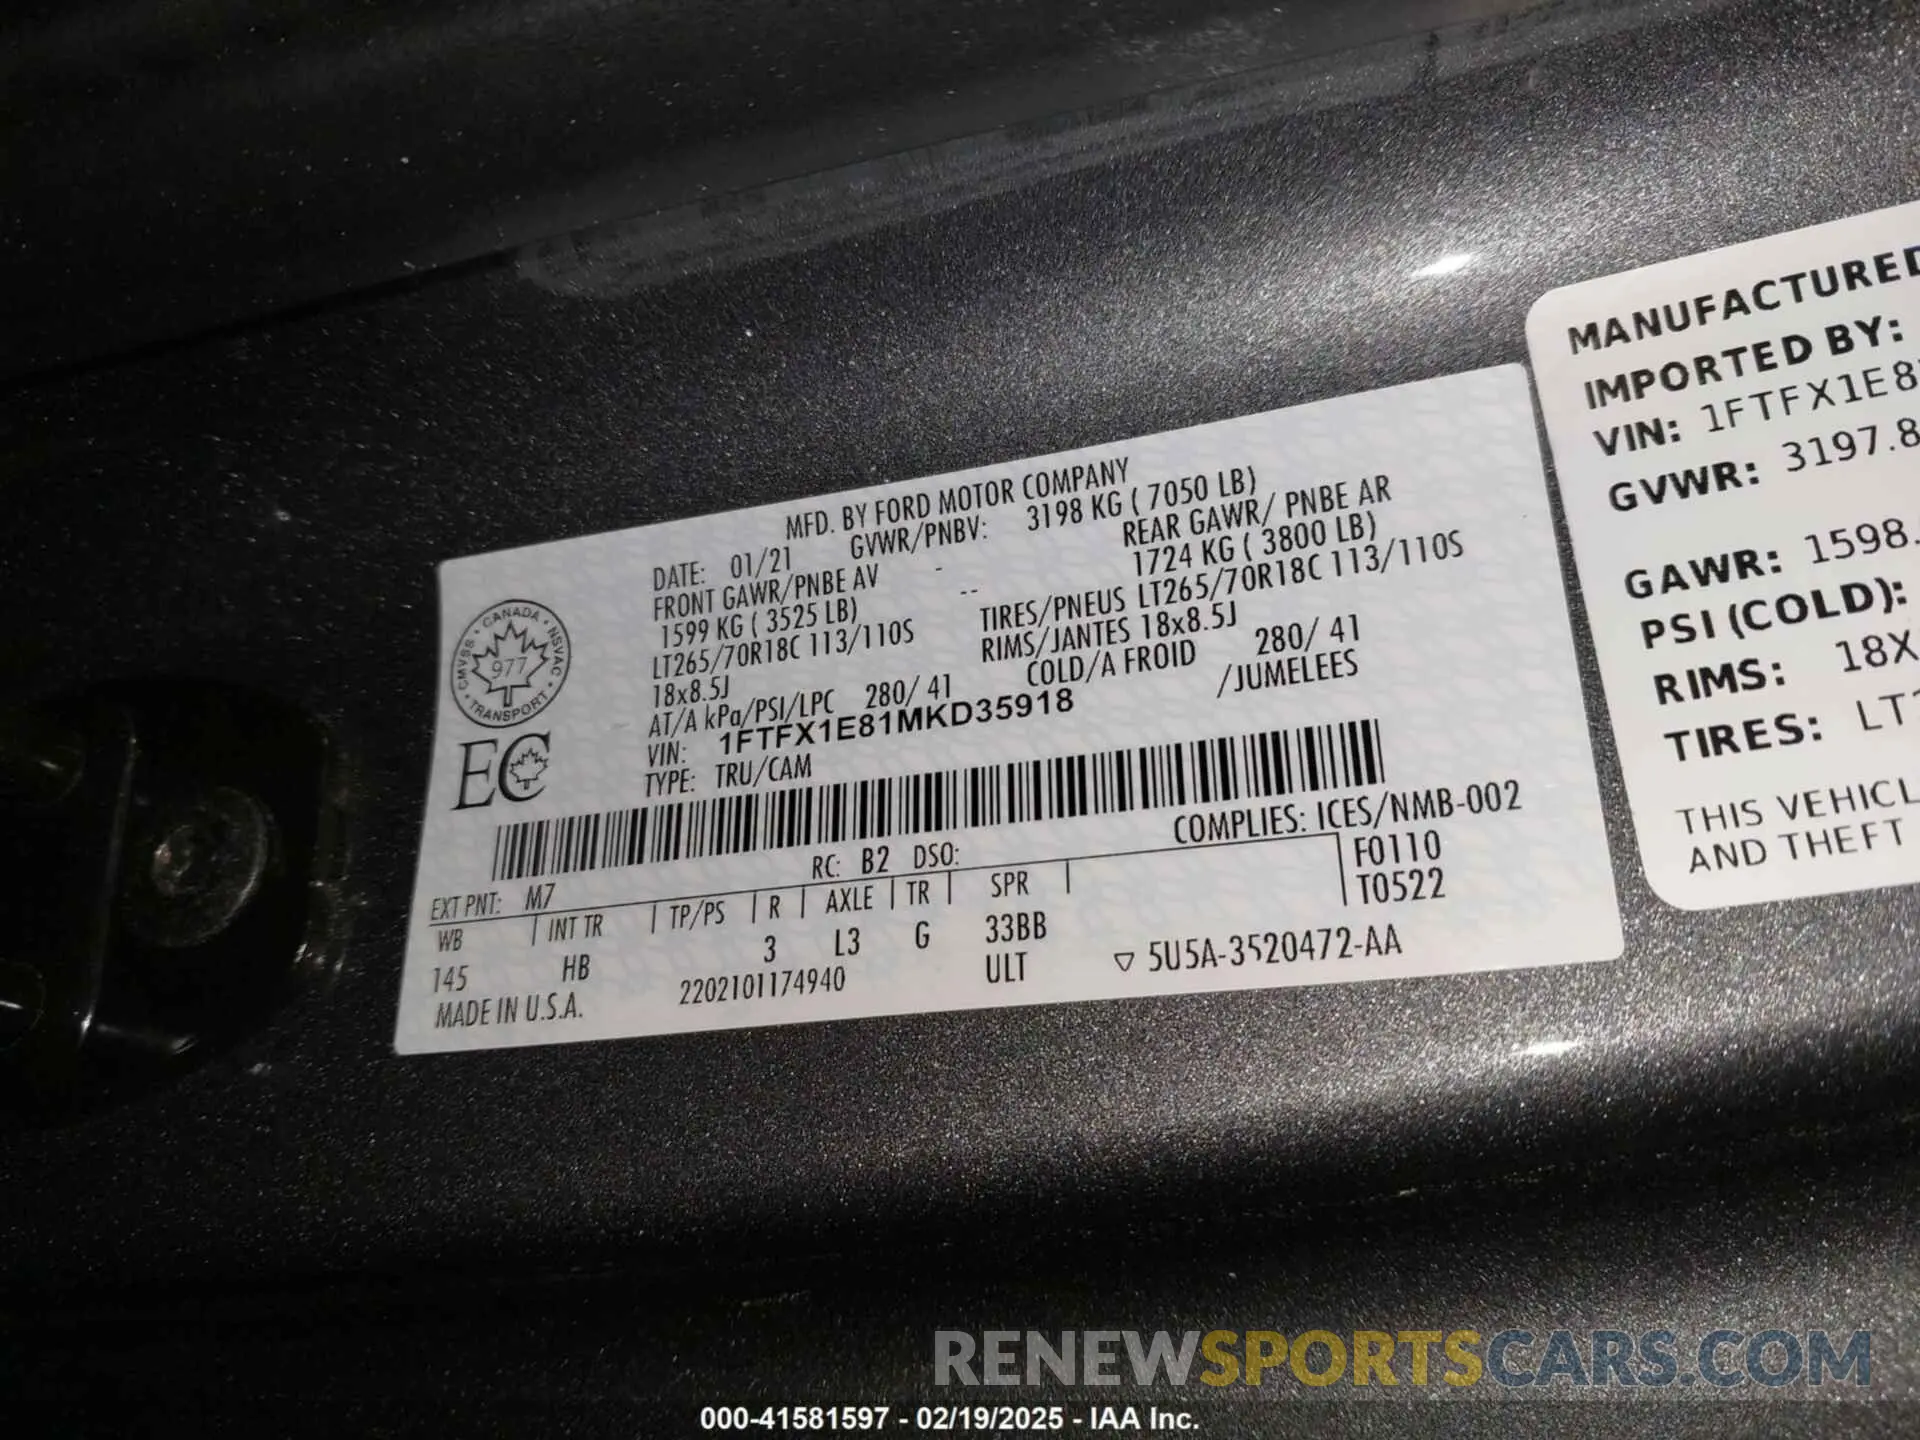 MFD. BY FORD MOTOR COMPANY
DATE: 01/21 GVWR/PNBV: 3198 KG ( 7050 LB)
FRONT GAWR/PNBE AV - REAR GAWR/ PNBE AR
1599 KG ( 3525 LB) -- 1724 KG ( 3800 LB)
LT265/70R18C 113/110S TIRES/PNEUS LT265/70R18C 113/110S
18x8.5J RIMS/JANTES 18x8.5J
AT/A kPa/PSI/LPC 280/ 41 COLD/A FROID 280/ 41
VIN: 1FTFX1E81MKD35918 /JUMELEES
TYPE: TRU/CAM
CANADA
CMVSS NSVAC
977
TRANSPORT
EC
COMPLIES: ICES/NMB-002
RC: B2 DSO:
F0110
T0522
EXT PNT: M7
WB INT TR TP/PS R AXLE TR SPR
145 HB 3 L3 G 33BB
MADE IN U.S.A. 2202101174940 ULT 5U5A-3520472-AA
MANUFACTURED
IMPORTED BY:
VIN: 1FTFX1E8
GVWR: 3197.8
GAWR: 1598.
PSI (COLD):
RIMS: 18X
TIRES: LT
THIS VEHICL
AND THEFT
RENEWSPORTSCARS.COM
000-41581597 - 02/19/2025 - IAA Inc.